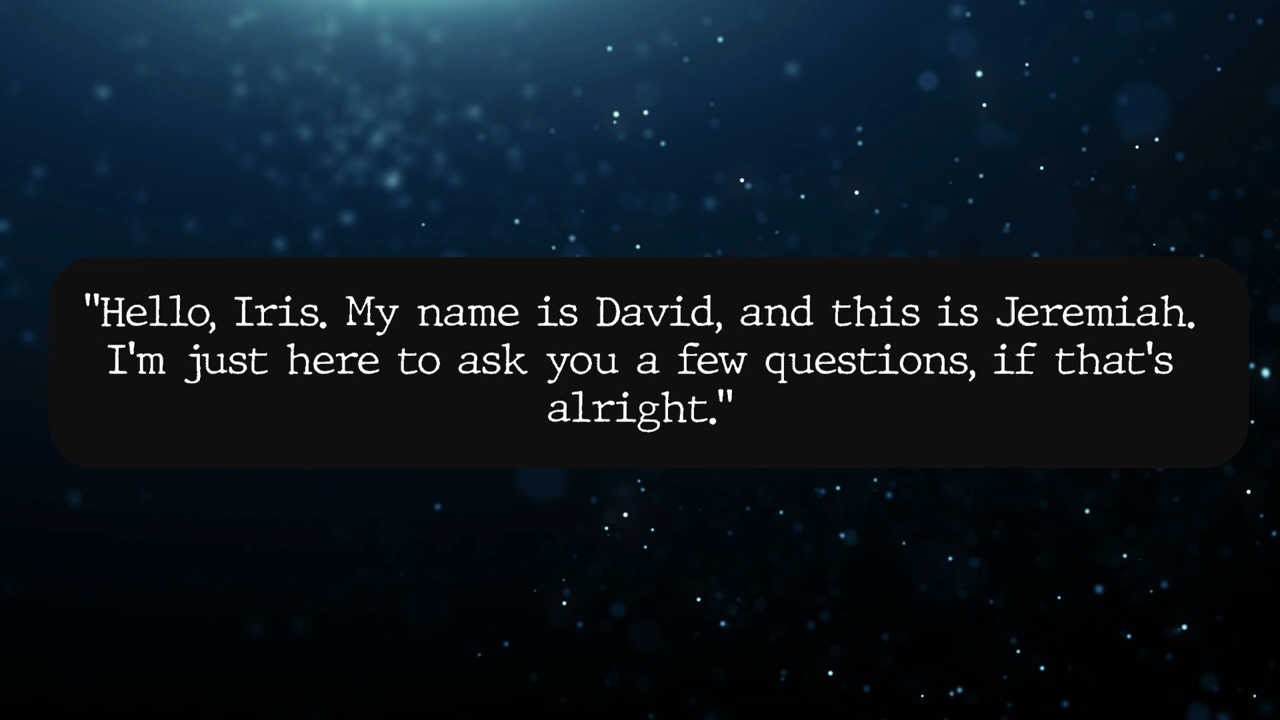 "Hello, Iris. My name is David, and this is Jeremiah.
I'm just here to ask you a few questions, if that's
alright."